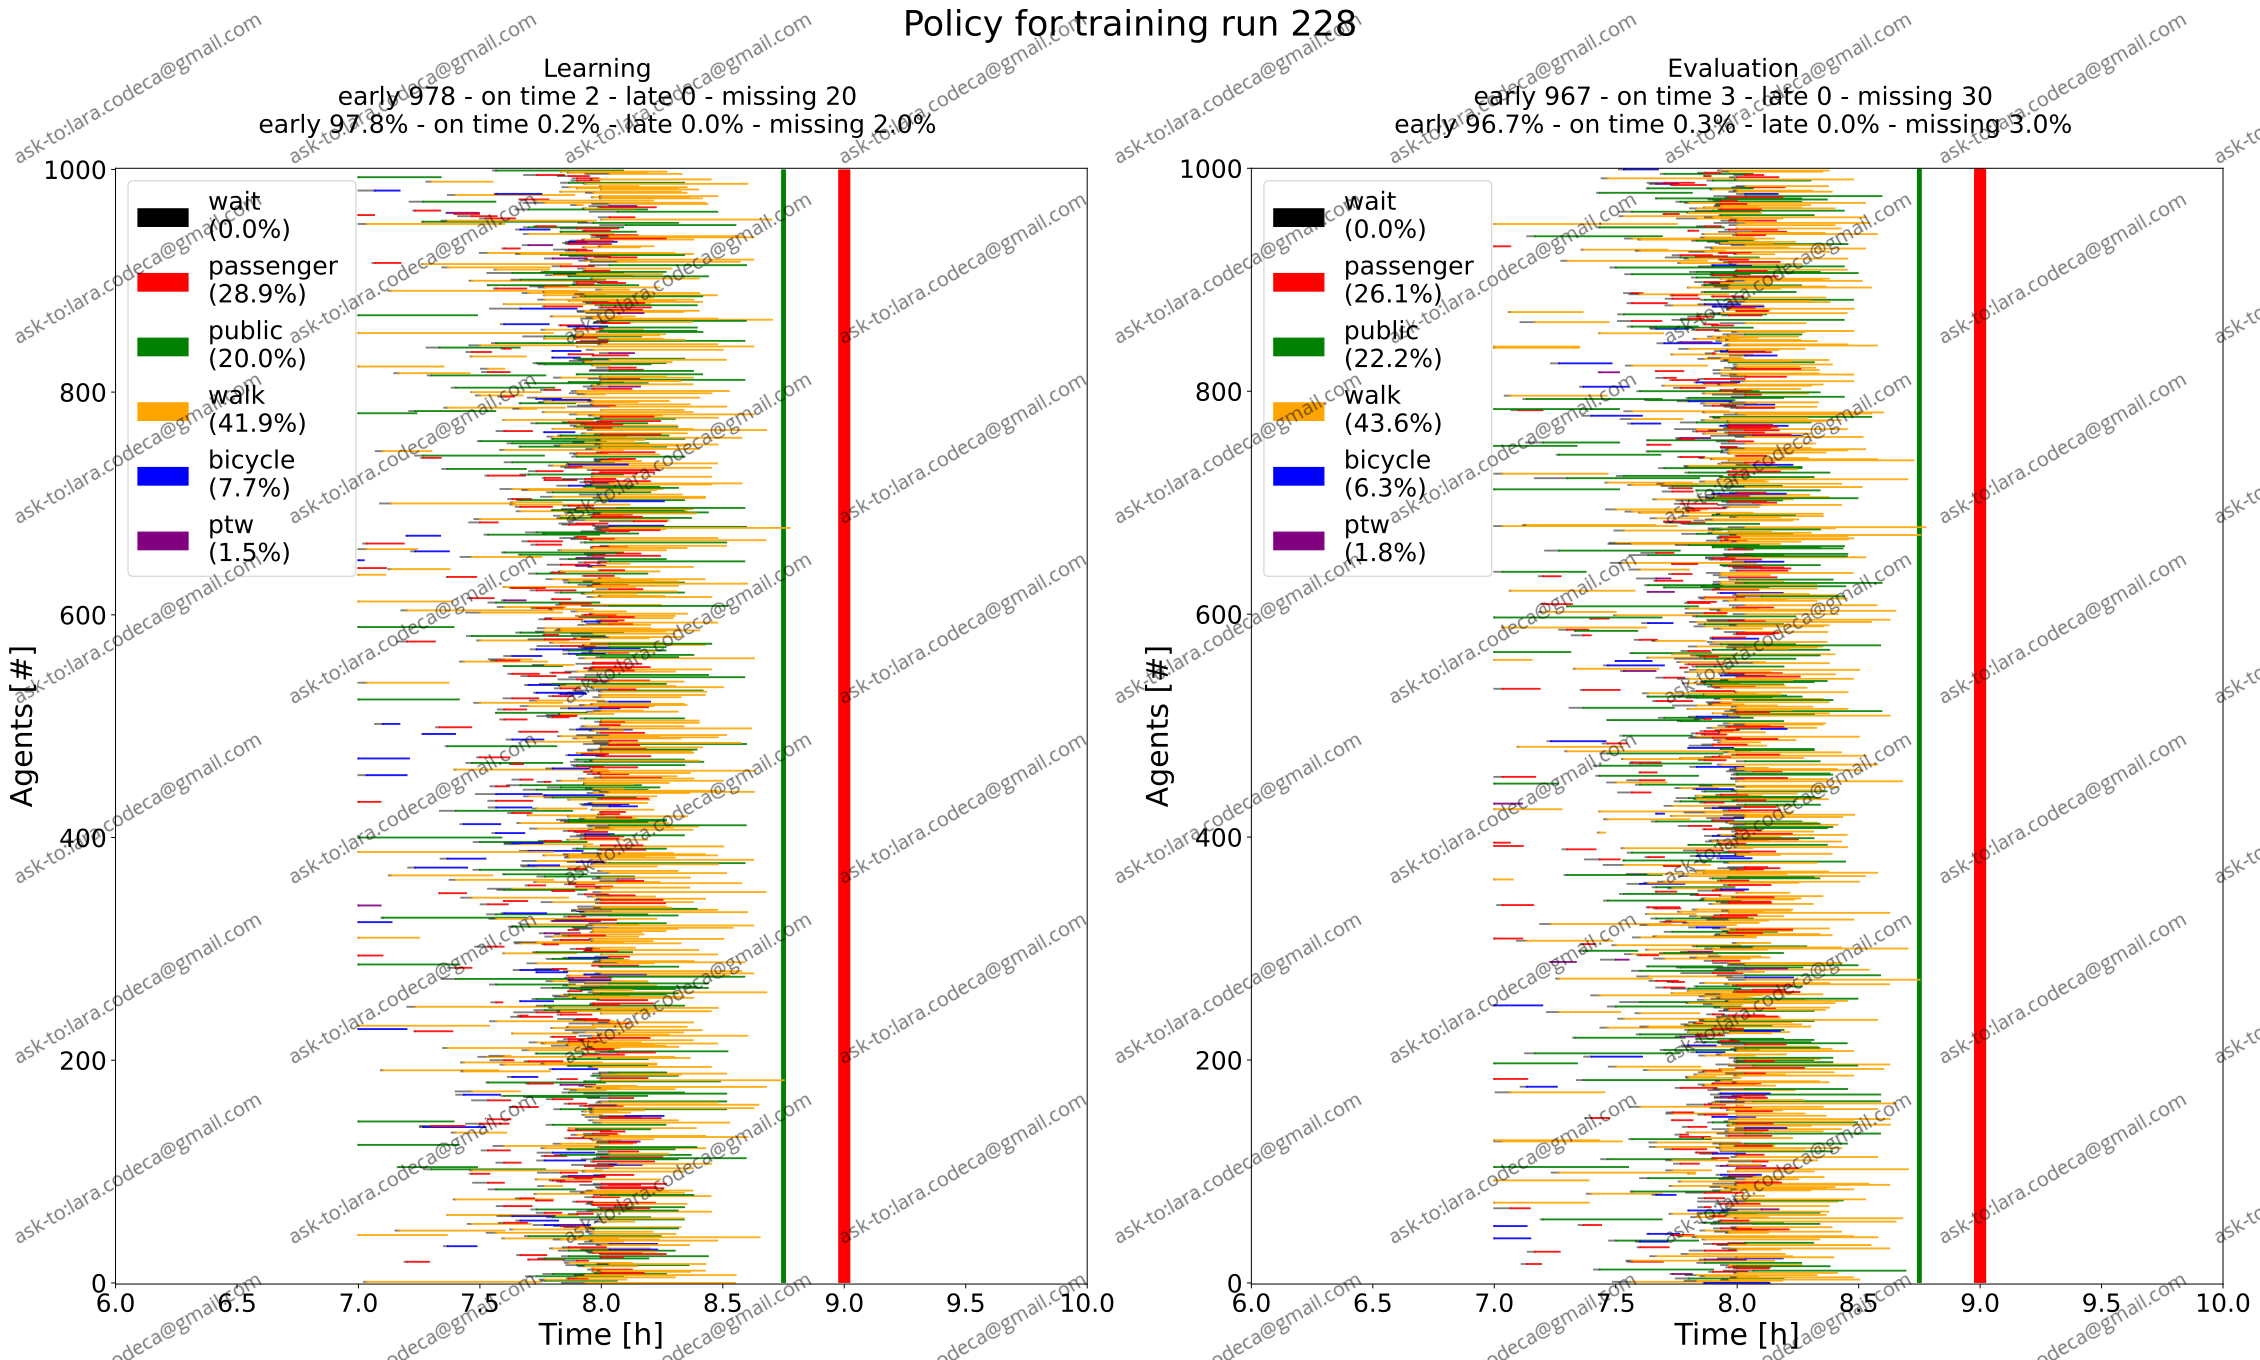 Policy for training run 228
Learning
early 978 - on time 2 - late 0 - missing 20
early 97.8% - on time 0.2% - late 0.0% - missing 2.0%
Agents [#]
1000
800
600
400
200
0
wait
(0.0%)
passenger
(28.9%)
public
(20.0%)
walk
(41.9%)
bicycle
(7.7%)
ptw
(1.5%)
6.0 6.5 7.0 7.5 8.0 8.5 9.0 9.5 10.0
Time [h]
Evaluation
early 967 - on time 3 - late 0 - missing 30
early 96.7% - on time 0.3% - late 0.0% - missing 3.0%
Agents [#]
1000
800
600
400
200
0
wait
(0.0%)
passenger
(26.1%)
public
(22.2%)
walk
(43.6%)
bicycle
(6.3%)
ptw
(1.8%)
6.0 6.5 7.0 7.5 8.0 8.5 9.0 9.5 10.0
Time [h]
ask-to:lara.codeca@gmail.com